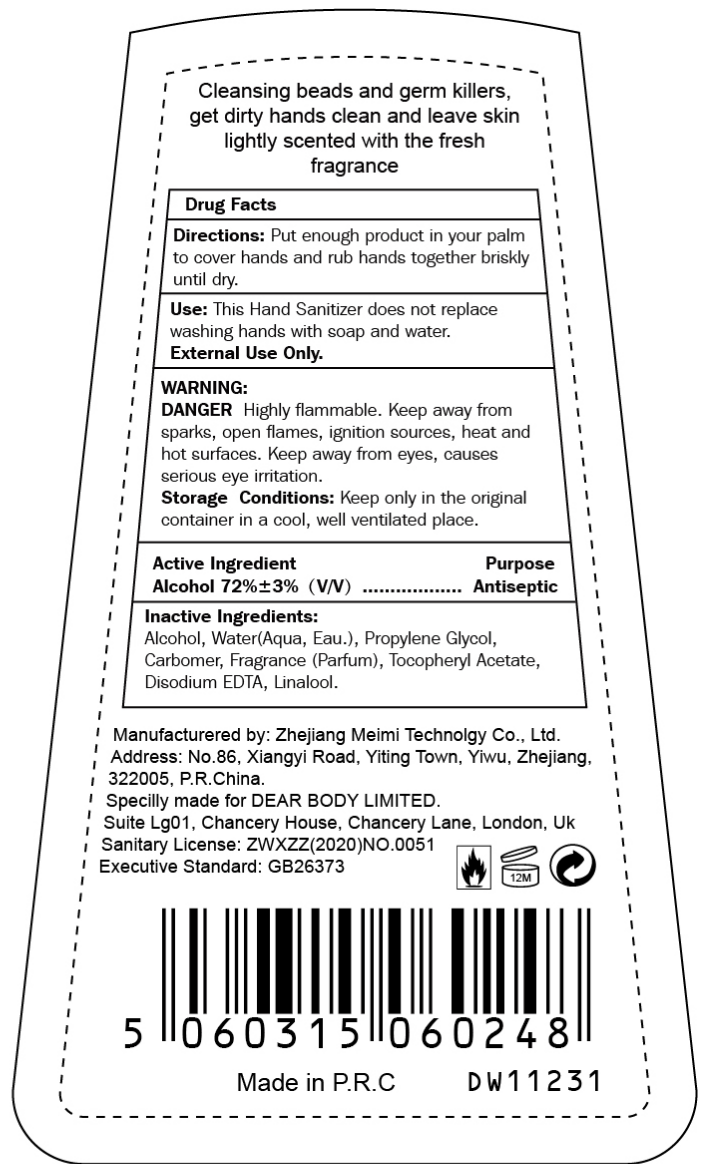 Cleansing beads and germ killers,
get dirty hands clean and leave skin
lightly scented with the fresh
fragrance
Drug Facts
Directions: Put enough product in your palm
to cover hands and rub hands together briskly
until dry.
Use: This Hand Sanitizer does not replace
washing hands with soap and water.
External Use Only.
WARNING:
DANGER Highly flammable. Keep away from
sparks, open flames, ignition sources, heat and
hot surfaces. Keep away from eyes, causes
serious eye irritation.
Storage Conditions: Keep only in the original
container in a cool, well ventilated place.
Active Ingredient Purpose
Alcohol 72%±3% (V/V) .................. Antiseptic
Inactive Ingredients:
Alcohol, Water(Aqua, Eau.), Propylene Glycol,
Carbomer, Fragrance (Parfum), Tocopheryl Acetate,
Disodium EDTA, Linalool.
Manufacturered by: Zhejiang Meimi Technolgy Co., Ltd.
Address: No.86, Xiangyi Road, Yiting Town, Yiwu, Zhejiang,
322005, P.R.China.
Specilly made for DEAR BODY LIMITED.
Suite Lg01, Chancery House, Chancery Lane, London, Uk
Sanitary License: ZWXZZ(2020)NO.0051
Executive Standard: GB26373
12M
5 060315 060248
Made in P.R.C DW11231